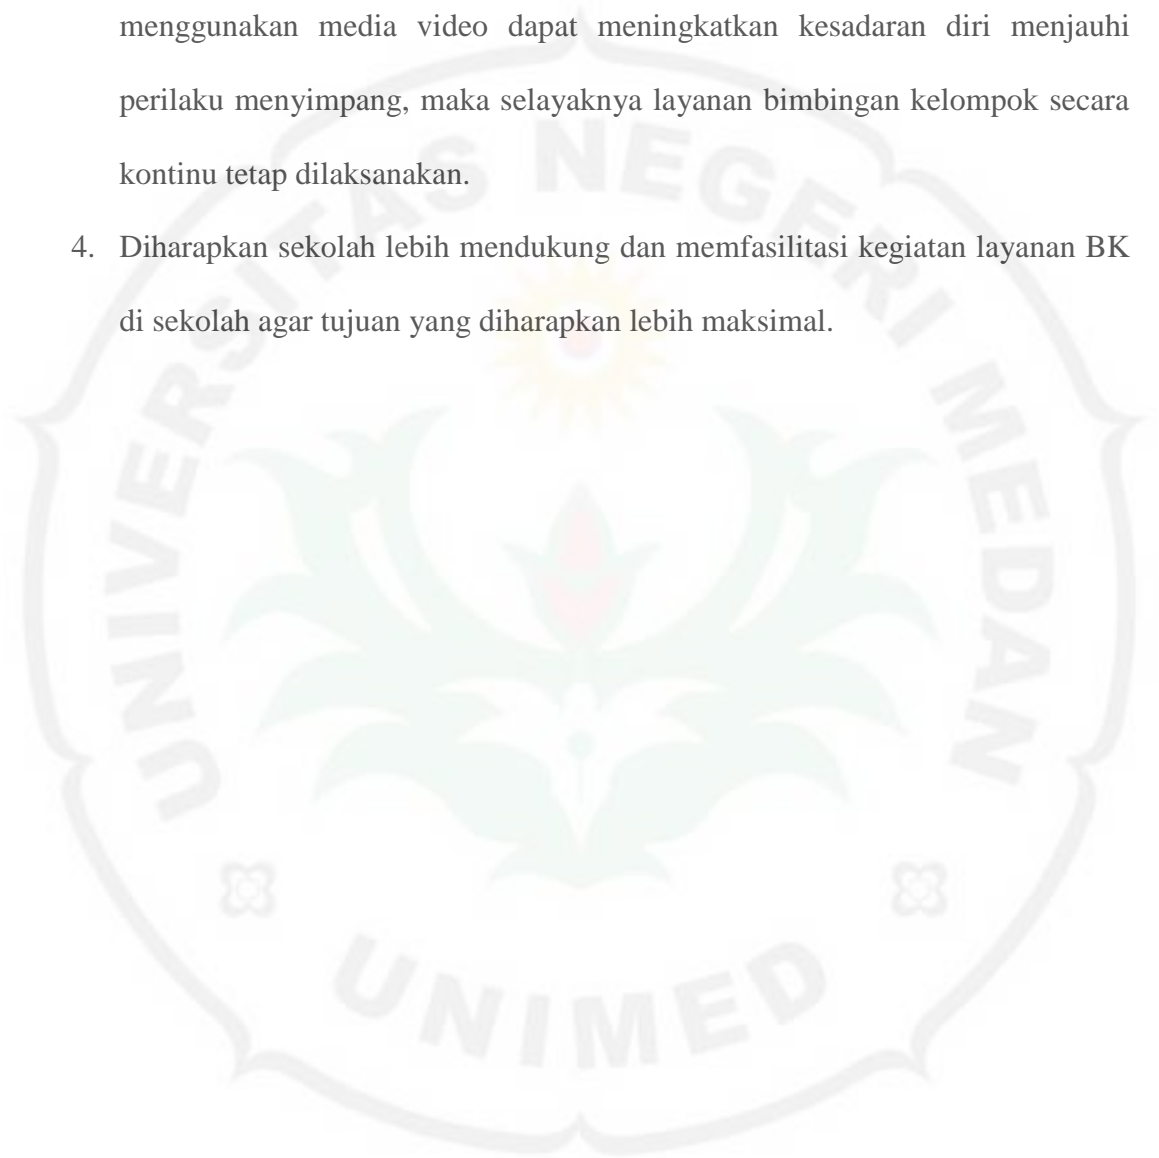 menggunakan media video dapat meningkatkan kesadaran diri menjauhi
perilaku menyimpang, maka selayaknya layanan bimbingan kelompok secara
kontinu tetap dilaksanakan.
4. Diharapkan sekolah lebih mendukung dan memfasilitasi kegiatan layanan BK
di sekolah agar tujuan yang diharapkan lebih maksimal.
UNIVERSITAS NEGERI MEDAN
UNIMED